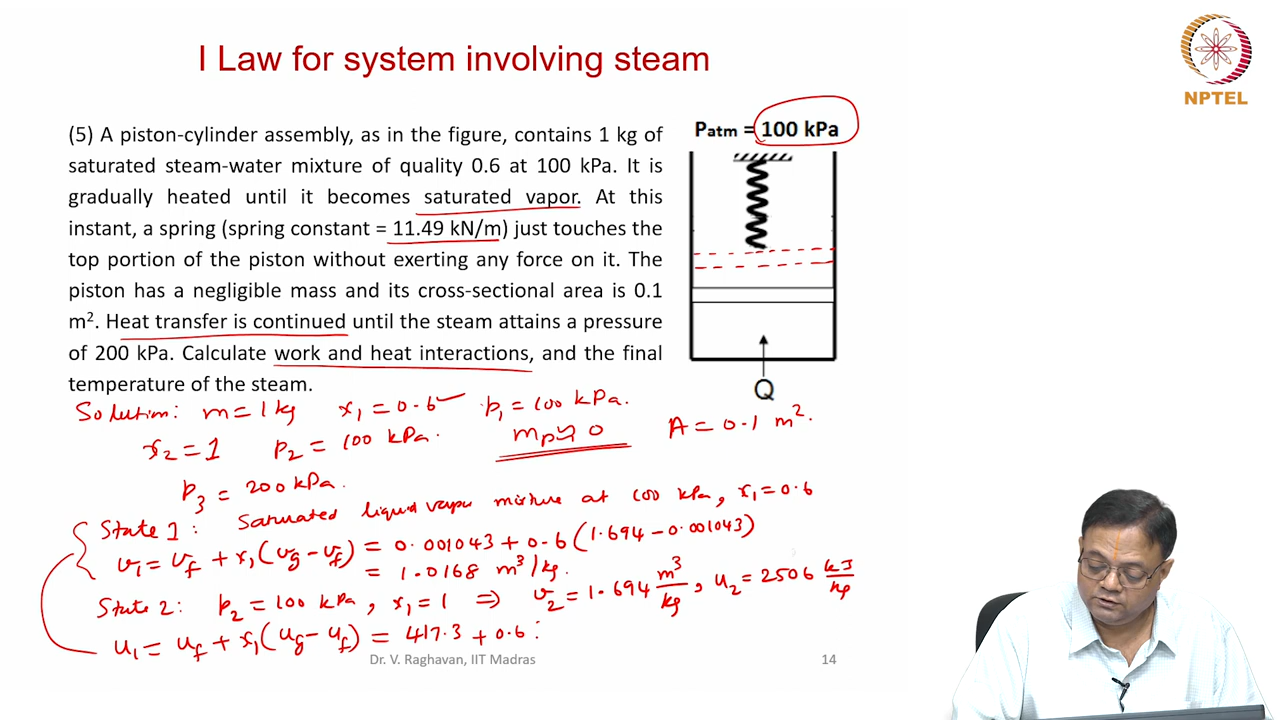 I Law for system involving steam
NPTEL
(5) A piston-cylinder assembly, as in the figure, contains 1 kg of
saturated steam-water mixture of quality 0.6 at 100 kPa. It is
gradually heated until it becomes saturated vapor. At this
instant, a spring (spring constant = 11.49 kN/m) just touches the
top portion of the piston without exerting any force on it. The
piston has a negligible mass and its cross-sectional area is 0.1
m². Heat transfer is continued until the steam attains a pressure
of 200 kPa. Calculate work and heat interactions, and the final
temperature of the steam.
Patm = 100 kPa
Q
Solution: m = 1 kg x₁ = 0.6 p₁ = 100 kPa.
x₂ = 1 p₂ = 100 kPa. mₚ ≈ 0 A = 0.1 m².
p₃ = 200 kPa.
State 1: Saturated liquid vapor mixture at 100 kPa, x₁ = 0.6
v₁ = v_f + x₁(v_g - v_f) = 0.001043 + 0.6(1.694 - 0.001043)
= 1.0168 m³/kg.
State 2: p₂ = 100 kPa, x₁ = 1 ⇒ v₂ = 1.694 m³/kg, u₂ = 2506 kJ/kg
u₁ = u_f + x₁(u_g - u_f) = 417.3 + 0.6
Dr. V. Raghavan, IIT Madras
14